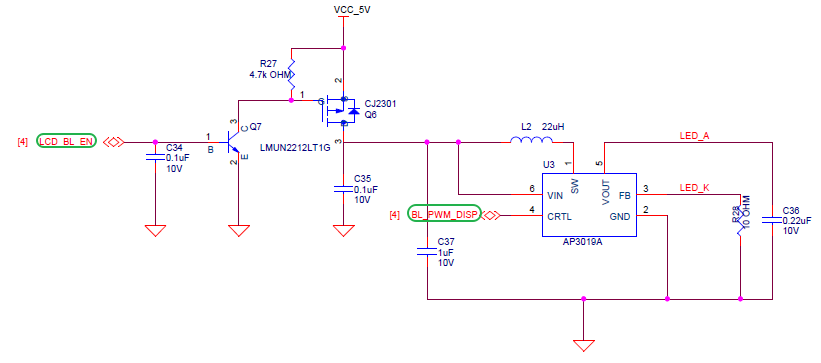 VCC_5V
R27
4.7k OHM
2
1
G
CJ2301
Q6
3
C
Q7
[4]
LCD_BL_EN
1
B
LMUN2212LT1G
2
E
3
C34
0.1uF
10V
C35
0.1uF
10V
L2 22uH
LED_A
U3
1
5
SW
VOUT
6
VIN
FB
3
LED_K
[4]
BL_PWM_DISP
4
CRTL
GND
2
AP3019A
R28
10 OHM
C36
0.22uF
10V
C37
1uF
10V